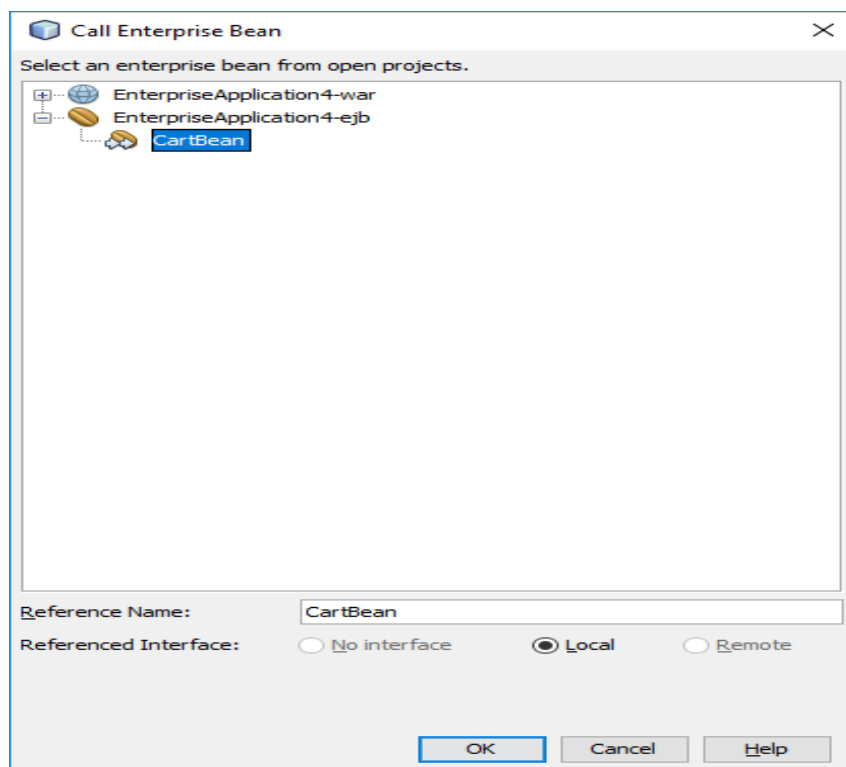 Call Enterprise Bean
Select an enterprise bean from open projects.
EnterpriseApplication4-war
EnterpriseApplication4-ejb
CartBean
Reference Name: CartBean
Referenced Interface: No interface Local Remote
OK Cancel Help